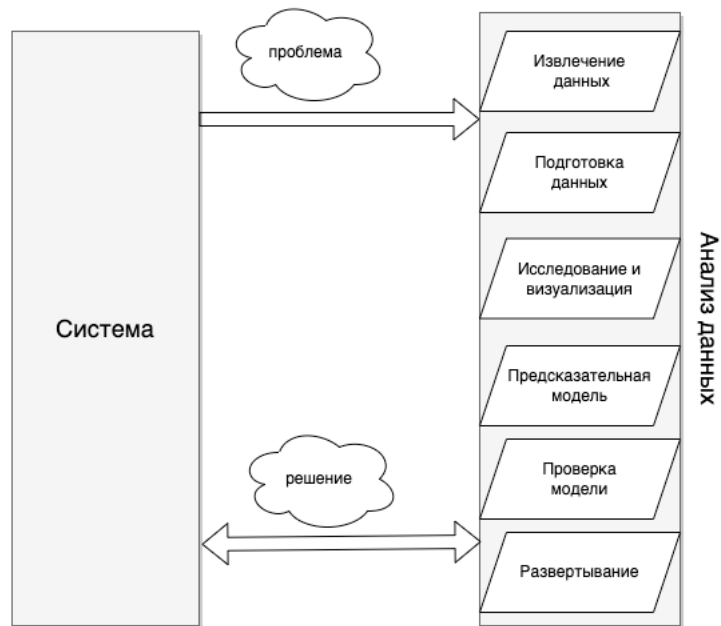 проблема
Извлечение
данных
Подготовка
данных
Исследование и
визуализация
Система
Предсказательная
модель
решение
Проверка
модели
Развертывание
Анализ данных